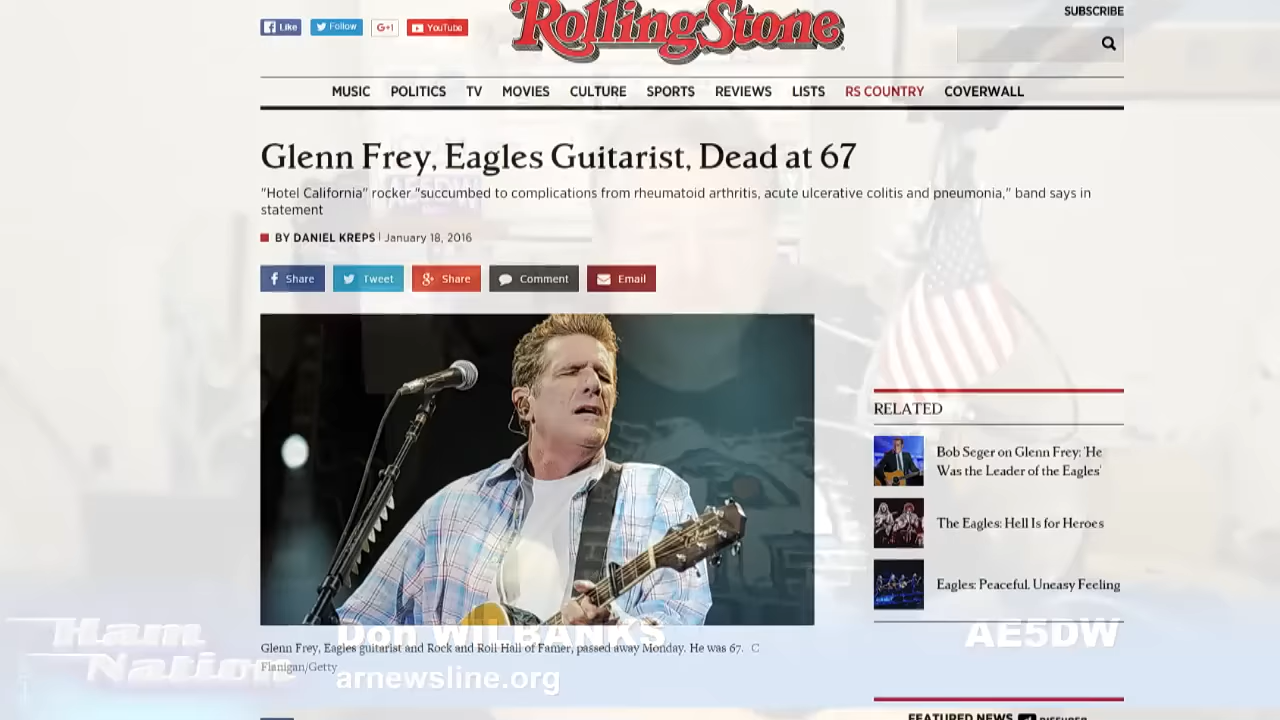 Like
Follow
G+1
YouTube
RollingStone
SUBSCRIBE
MUSIC POLITICS TV MOVIES CULTURE SPORTS REVIEWS LISTS RS COUNTRY COVERWALL
Glenn Frey, Eagles Guitarist, Dead at 67
"Hotel California" rocker "succumbed to complications from rheumatoid arthritis, acute ulcerative colitis and pneumonia," band says in
statement
BY DANIEL KREPS | January 18, 2016
Share Tweet Share Comment Email
RELATED
Bob Seger on Glenn Frey: 'He
Was the Leader of the Eagles'
The Eagles: Hell Is for Heroes
Eagles: Peaceful, Uneasy Feeling
Glenn Frey, Eagles guitarist and Rock and Roll Hall of Famer, passed away Monday. He was 67. C
Flanigan/Getty
Ham
Nation
Don WILBANKS
AE5DW
arnewsline.org
FEATURED NEWS